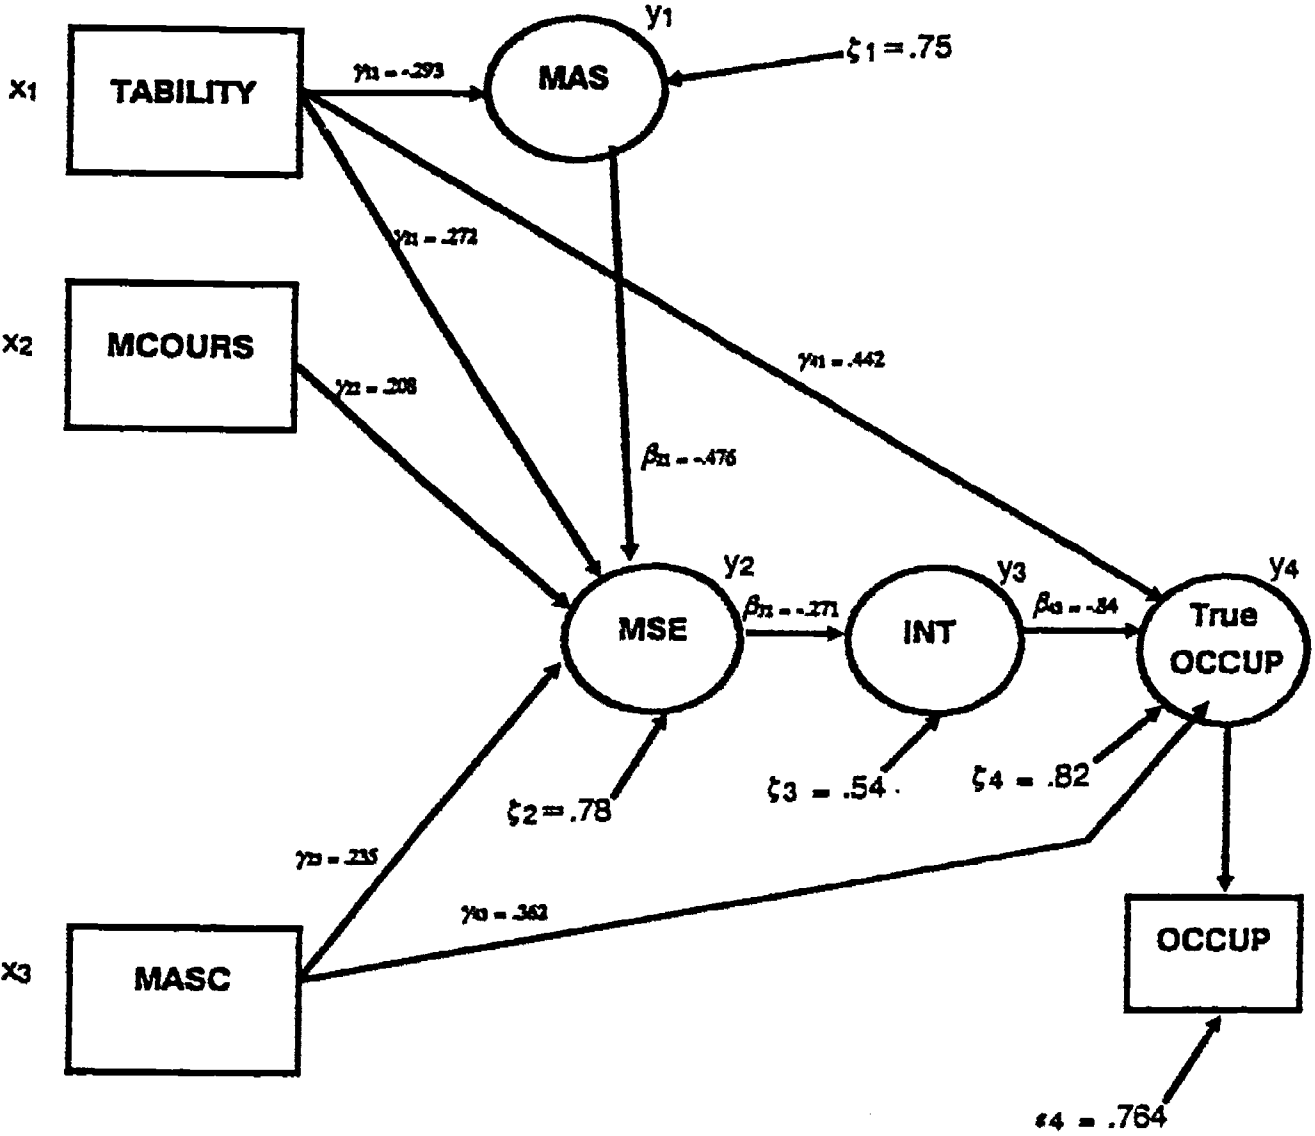 y1
ζ1=.75
x1
TABILITY
γ11 = -.293
MAS
γ21 = .272
x2
MCOURS
γ22 = .208
γ41 = .442
β21 = -.476
y2
y3
y4
β32 = -.271
β43 = -.84
MSE
INT
True
OCCUP
ζ2=.78
ζ3 = .54
ζ4 = .82
γ23 = .235
γ43 = .362
x3
MASC
OCCUP
ε4 = .764